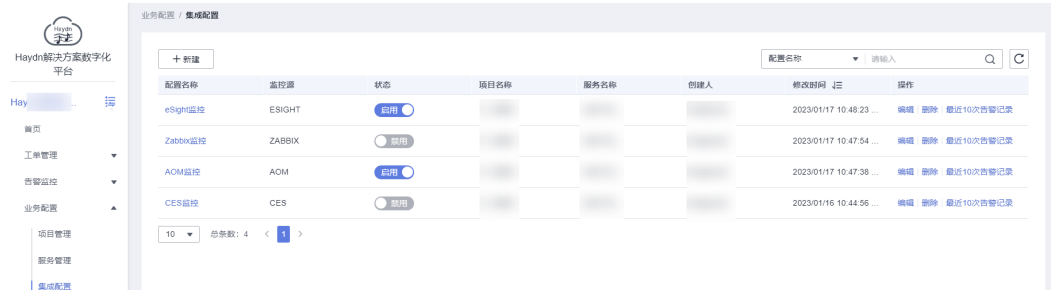 业务配置 / 集成配置
Haydn
Haydn解决方案数字化
平台
Hay ...
首页
工单管理
告警监控
业务配置
项目管理
服务管理
集成配置
＋ 新建
配置名称 请输入
配置名称 监控源 状态 项目名称 服务名称 创建人 修改时间 操作
eSight监控 ESIGHT 启用 2023/01/17 10:48:23 ... 编辑 删除 最近10次告警记录
Zabbix监控 ZABBIX 禁用 2023/01/17 10:47:54 ... 编辑 删除 最近10次告警记录
AOM监控 AOM 启用 2023/01/17 10:47:38 ... 编辑 删除 最近10次告警记录
CES监控 CES 禁用 2023/01/16 10:44:56 ... 编辑 删除 最近10次告警记录
10 总条数：4 < 1 >